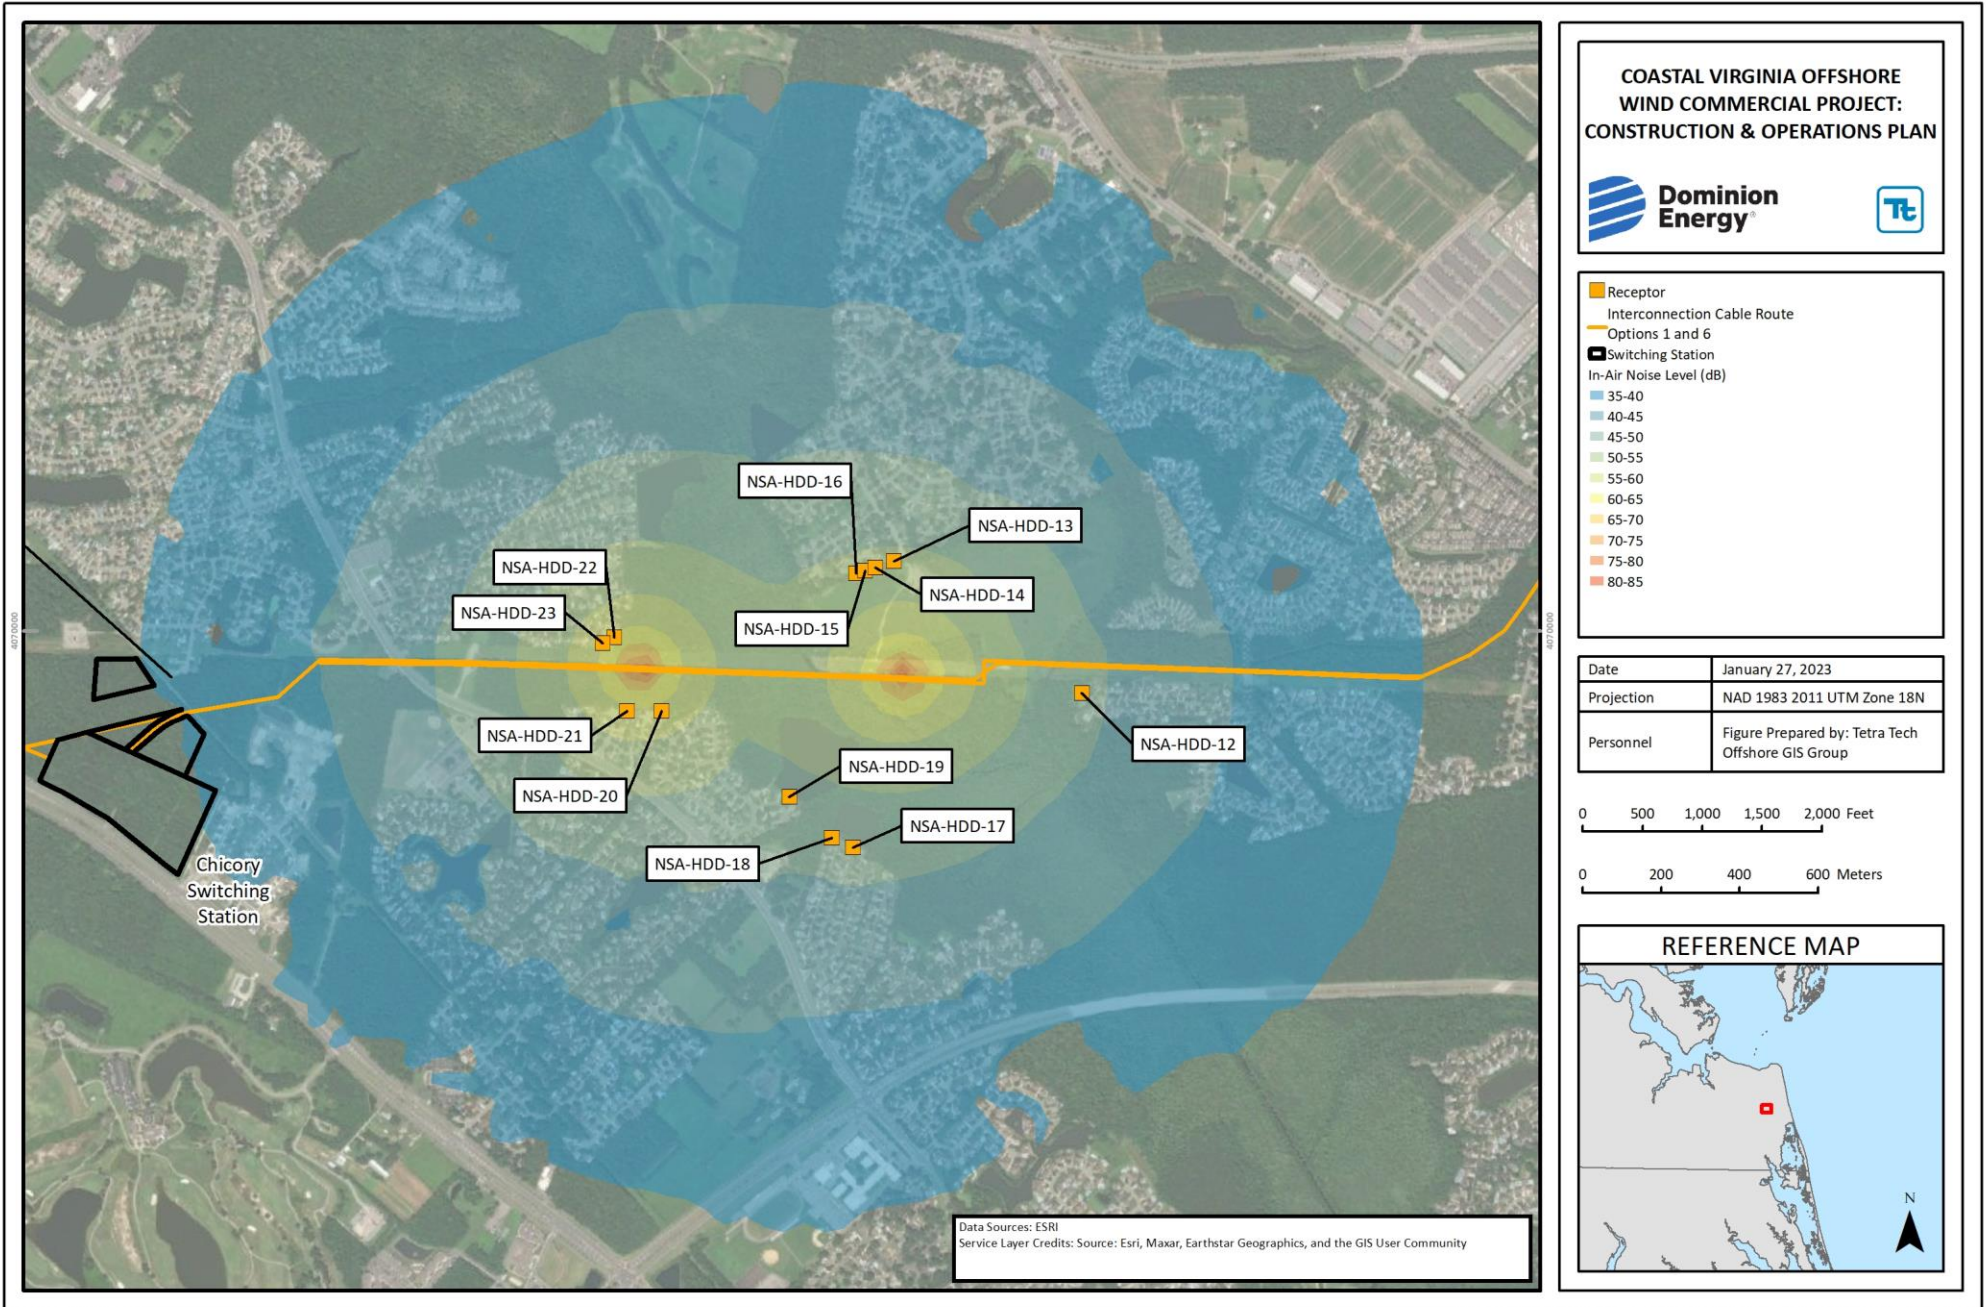 COASTAL VIRGINIA OFFSHORE
WIND COMMERCIAL PROJECT:
CONSTRUCTION & OPERATIONS PLAN
Dominion
Energy®
Tt
Receptor
Interconnection Cable Route
Options 1 and 6
Switching Station
In-Air Noise Level (dB)
35-40
40-45
45-50
50-55
55-60
60-65
65-70
70-75
75-80
80-85
Date January 27, 2023
Projection NAD 1983 2011 UTM Zone 18N
Personnel Figure Prepared by: Tetra Tech
Offshore GIS Group
0 500 1,000 1,500 2,000 Feet
0 200 400 600 Meters
REFERENCE MAP
N
NSA-HDD-16
NSA-HDD-13
NSA-HDD-22
NSA-HDD-14
NSA-HDD-23
NSA-HDD-15
NSA-HDD-21
NSA-HDD-12
NSA-HDD-19
NSA-HDD-20
NSA-HDD-17
NSA-HDD-18
Chicory
Switching
Station
4070000
4070000
Data Sources: ESRI
Service Layer Credits: Source: Esri, Maxar, Earthstar Geographics, and the GIS User Community